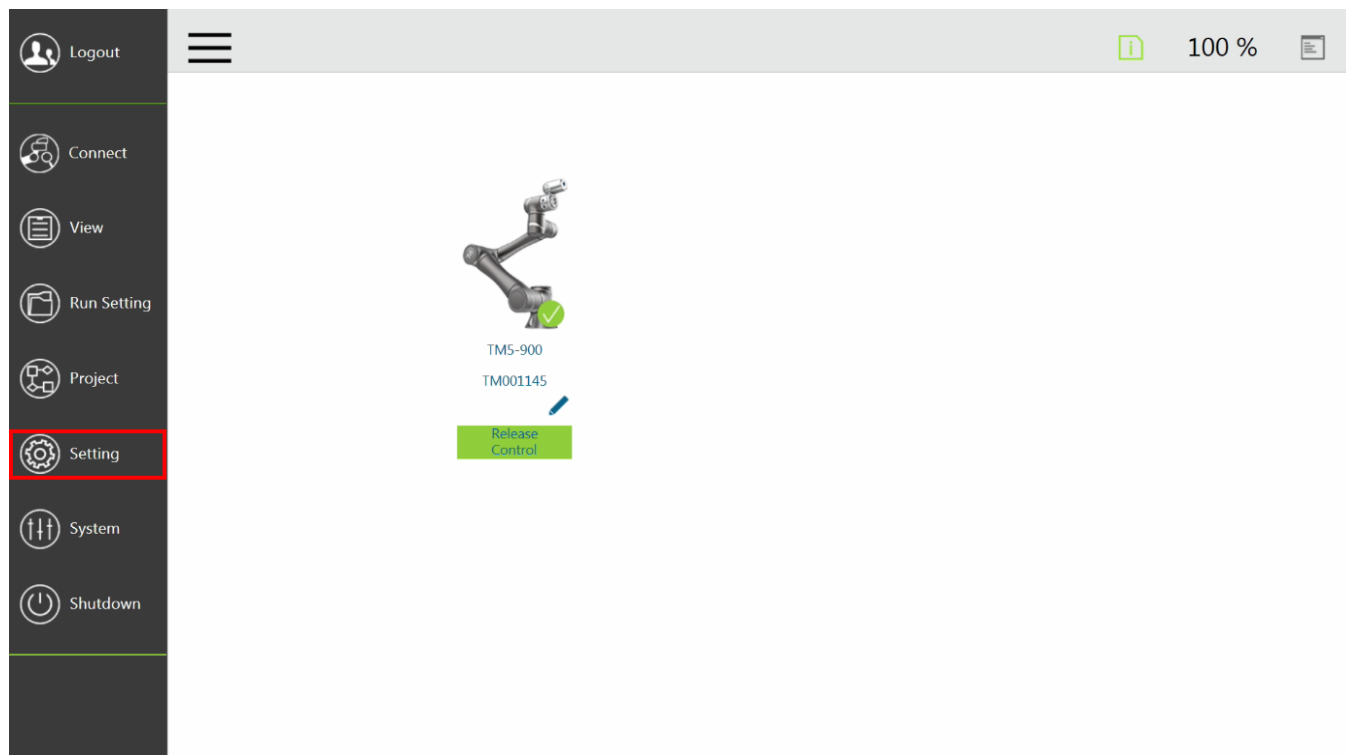 Logout
100 %
Connect
View
Run Setting
Project
Setting
System
Shutdown
TM5-900
TM001145
Release
Control